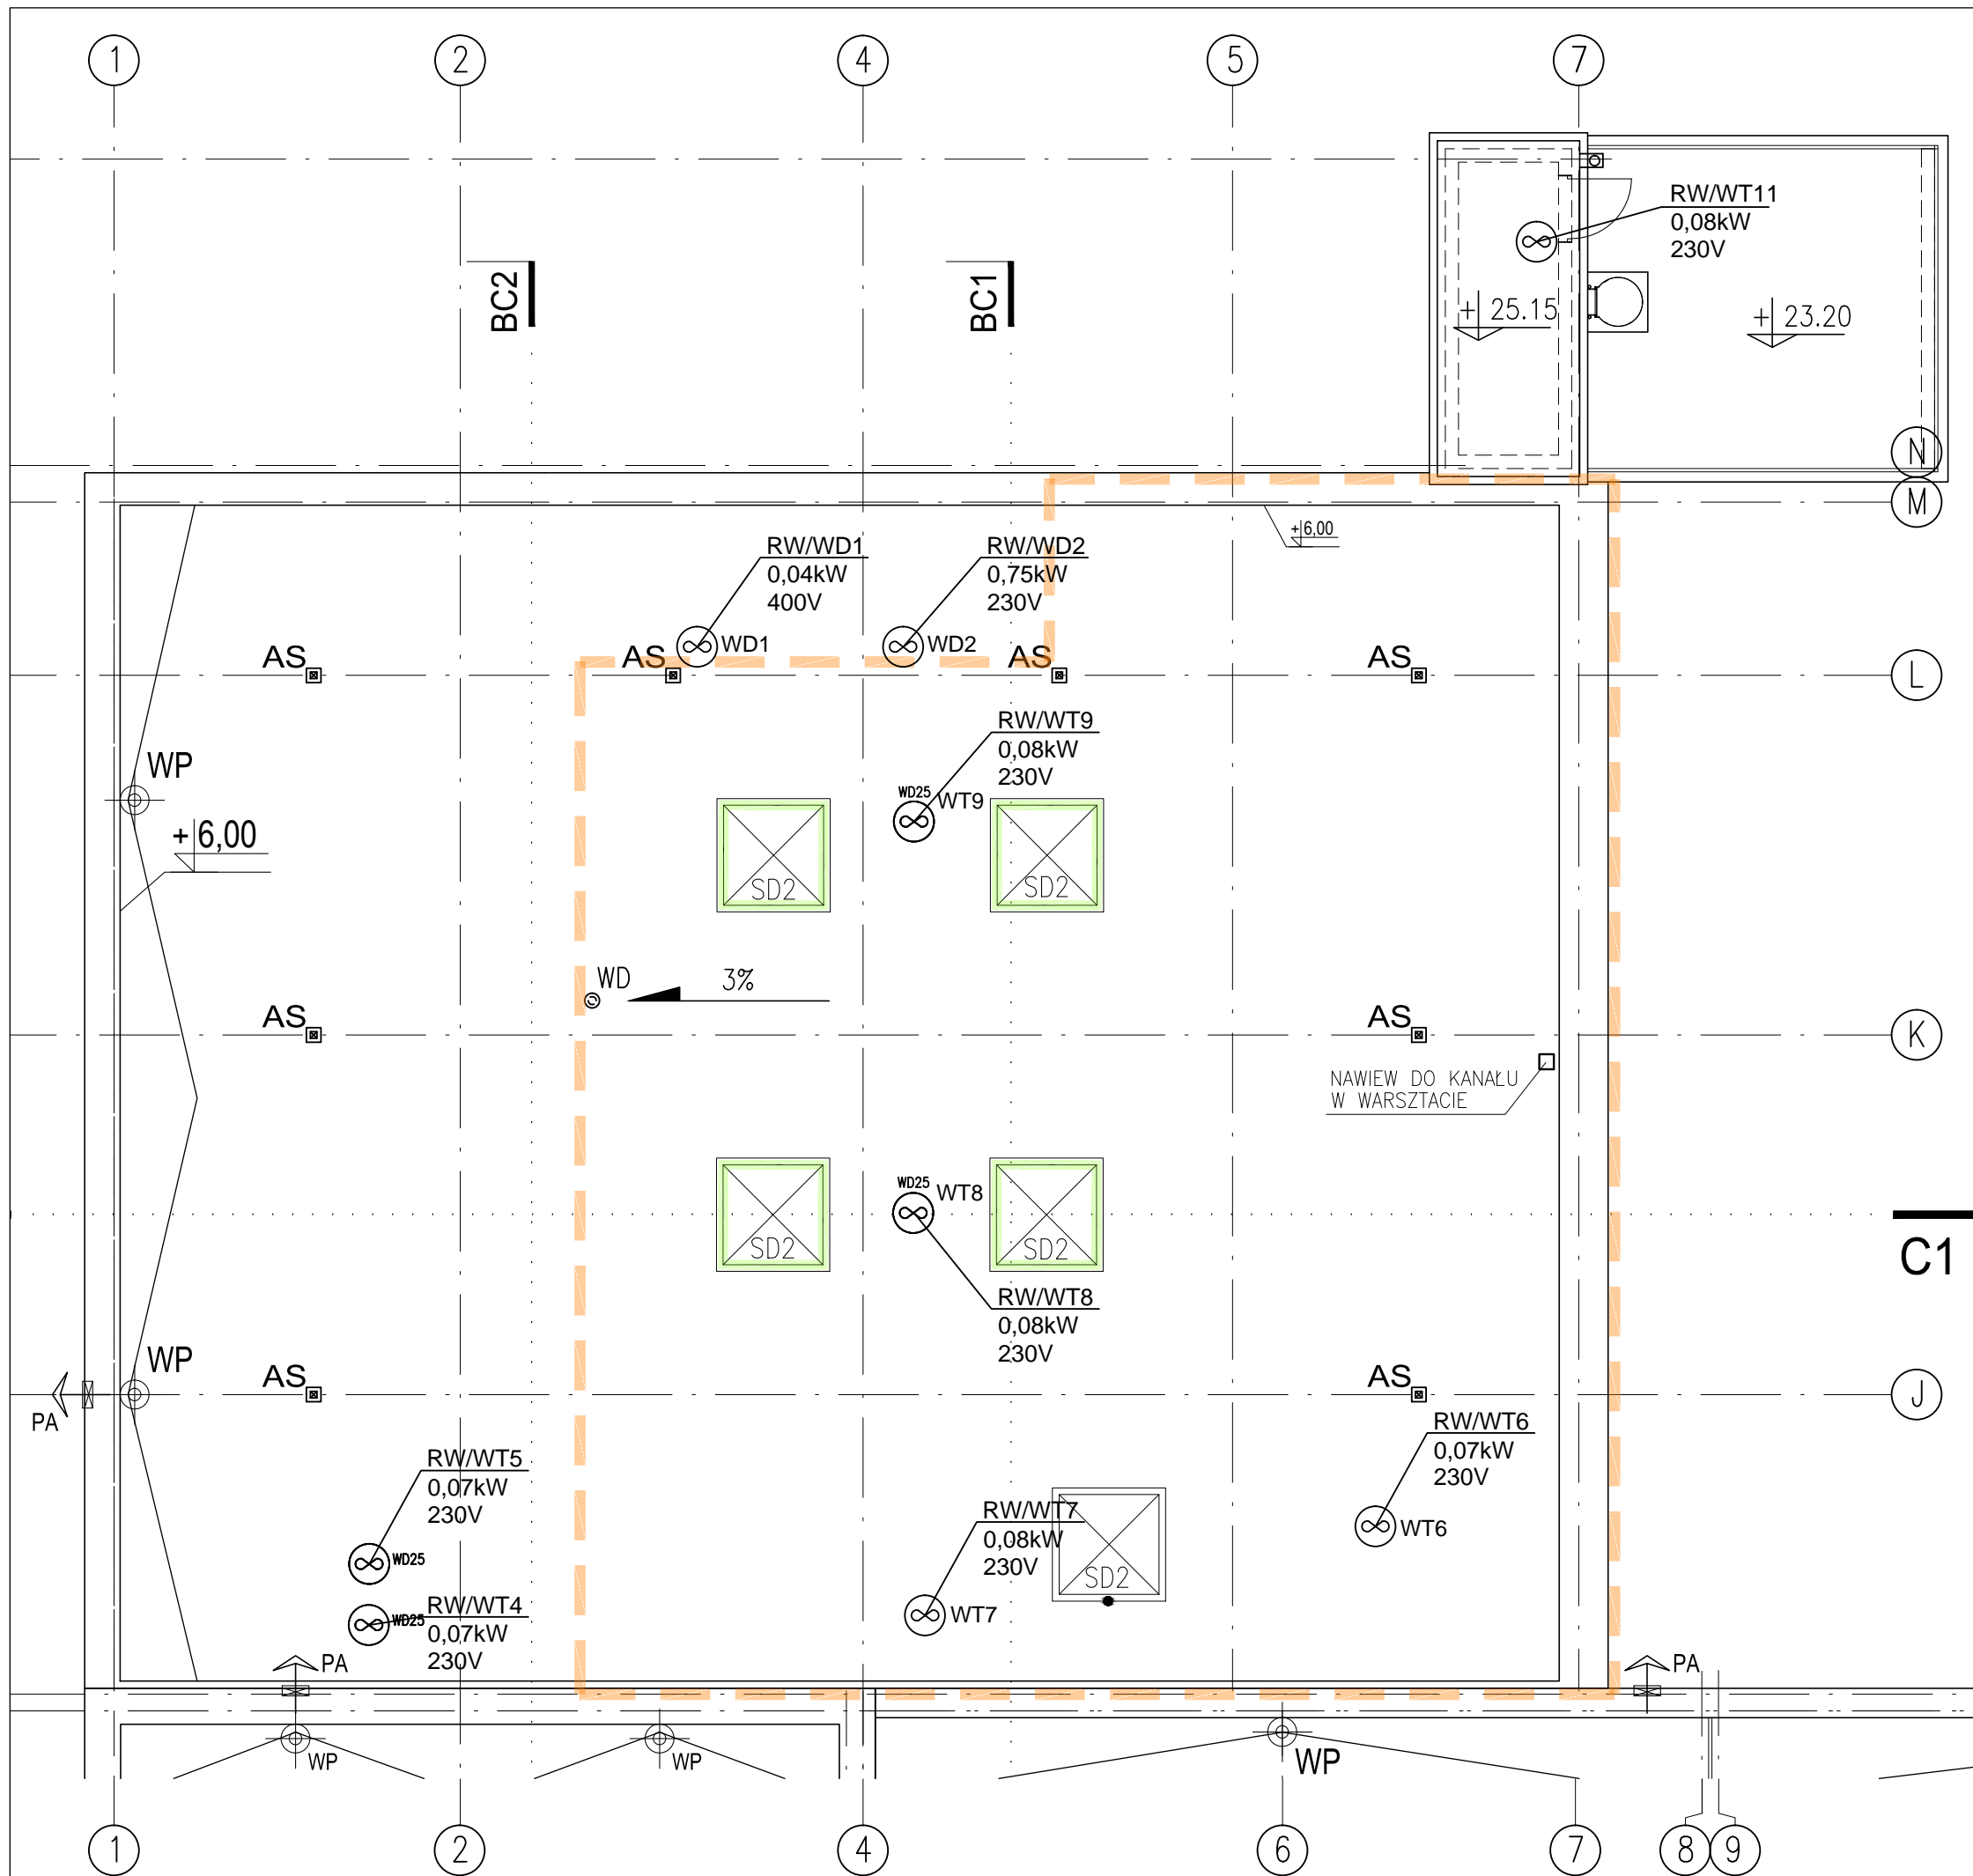 1
2
4
5
7
RW/WT11
0,08kW
230V
BC2
BC1
+ 25.15
+ 23.20
N
M
+6,00
RW/WD1
0,04kW
400V
RW/WD2
0,75kW
230V
WD1
WD2
AS
AS
AS
AS
L
RW/WT9
0,08kW
230V
WP
WD25
WT9
+6,00
SD2
SD2
WD
3%
AS
AS
K
NAWIEW DO KANAŁU
W WARSZTACIE
WD25
WT8
SD2
SD2
C1
RW/WT8
0,08kW
230V
WP
AS
AS
J
PA
RW/WT6
0,07kW
230V
RW/WT5
0,07kW
230V
RW/WT7
0,08kW
230V
WT6
WD25
SD2
RW/WT4
0,07kW
230V
WD25
WT7
PA
PA
WP
WP
WP
1
2
4
6
7
8
9